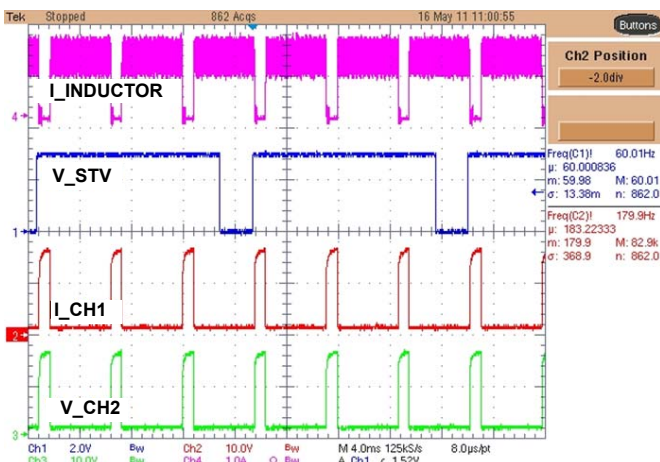 Tek Stopped 862 Acqs 16 May 11 11:00:55
Buttons
Ch2 Position
-2.0div
I_INDUCTOR
4
V_STV
1
I_CH1
2
V_CH2
3
Freq(C1)! 60.01Hz
µ: 60.000836
m: 59.98 M: 60.01
σ: 13.38m n: 862.0
Freq(C2)! 179.9Hz
µ: 183.22333
m: 179.9 M: 82.9k
σ: 368.9 n: 862.0
Ch1 2.0V Bw Ch2 10.0V Bw M 4.0ms 125kS/s 8.0µs/pt
Ch3 10.0V Bw Ch4 1.0A Ω Bw A Ch1 1.52V